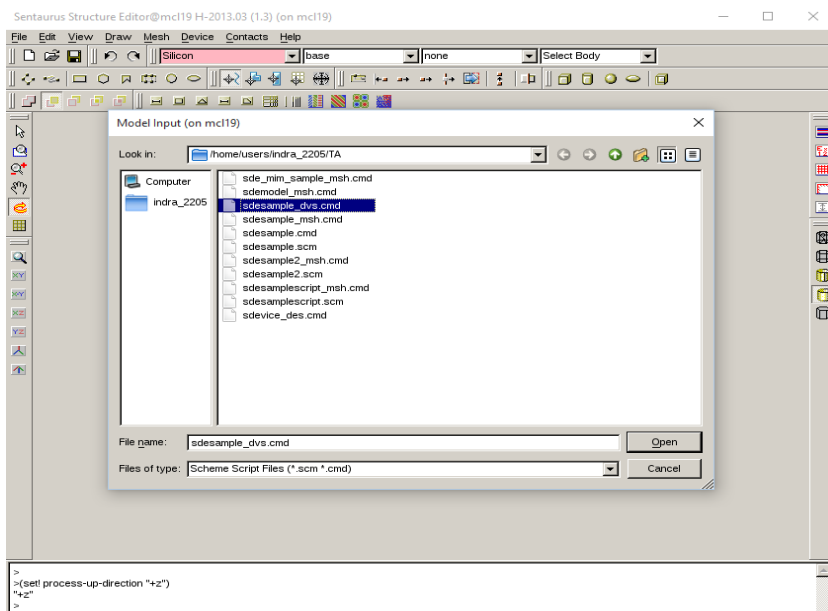 Sentaurus Structure Editor@mcl19 H-2013.03 (1.3) (on mcl19)
File Edit View Draw Mesh Device Contacts Help
Silicon base none Select Body
Model Input (on mcl19)
Look in: /home/users/indra_2205/TA
Computer
indra_2205
sde_mim_sample_msh.cmd
sdemodel_msh.cmd
sdesample_dvs.cmd
sdesample_msh.cmd
sdesample.cmd
sdesample.scm
sdesample2_msh.cmd
sdesample2.scm
sdesamplescript_msh.cmd
sdesamplescript.scm
sdevice_des.cmd
File name: sdesample_dvs.cmd Open
Files of type: Scheme Script Files (*.scm *.cmd) Cancel
XY
XZ
YZ
>
>(set! process-up-direction "+z")
"+z"
>